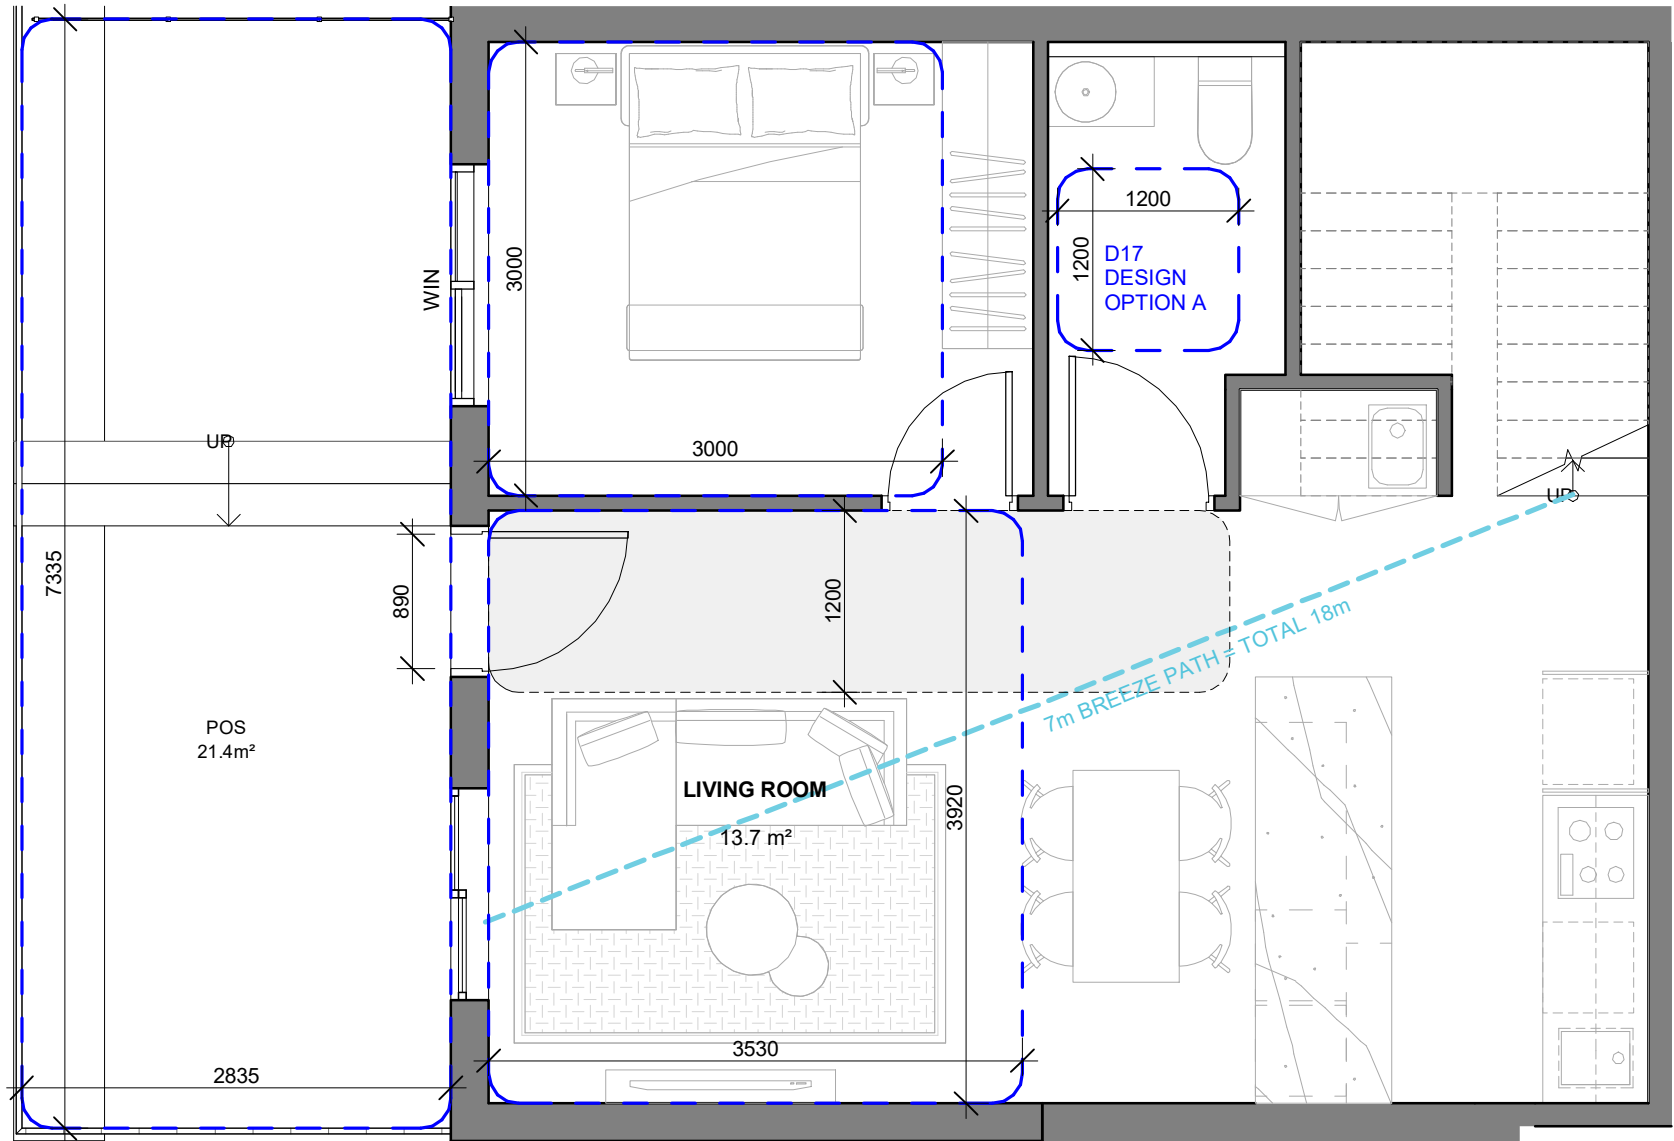 WIN
3000
3000
1200
1200
D17
DESIGN
OPTION A
UP
UP
7335
890
1200
POS
21.4m²
7m BREEZE PATH = TOTAL 18m
LIVING ROOM
13.7 m²
3920
3530
2835